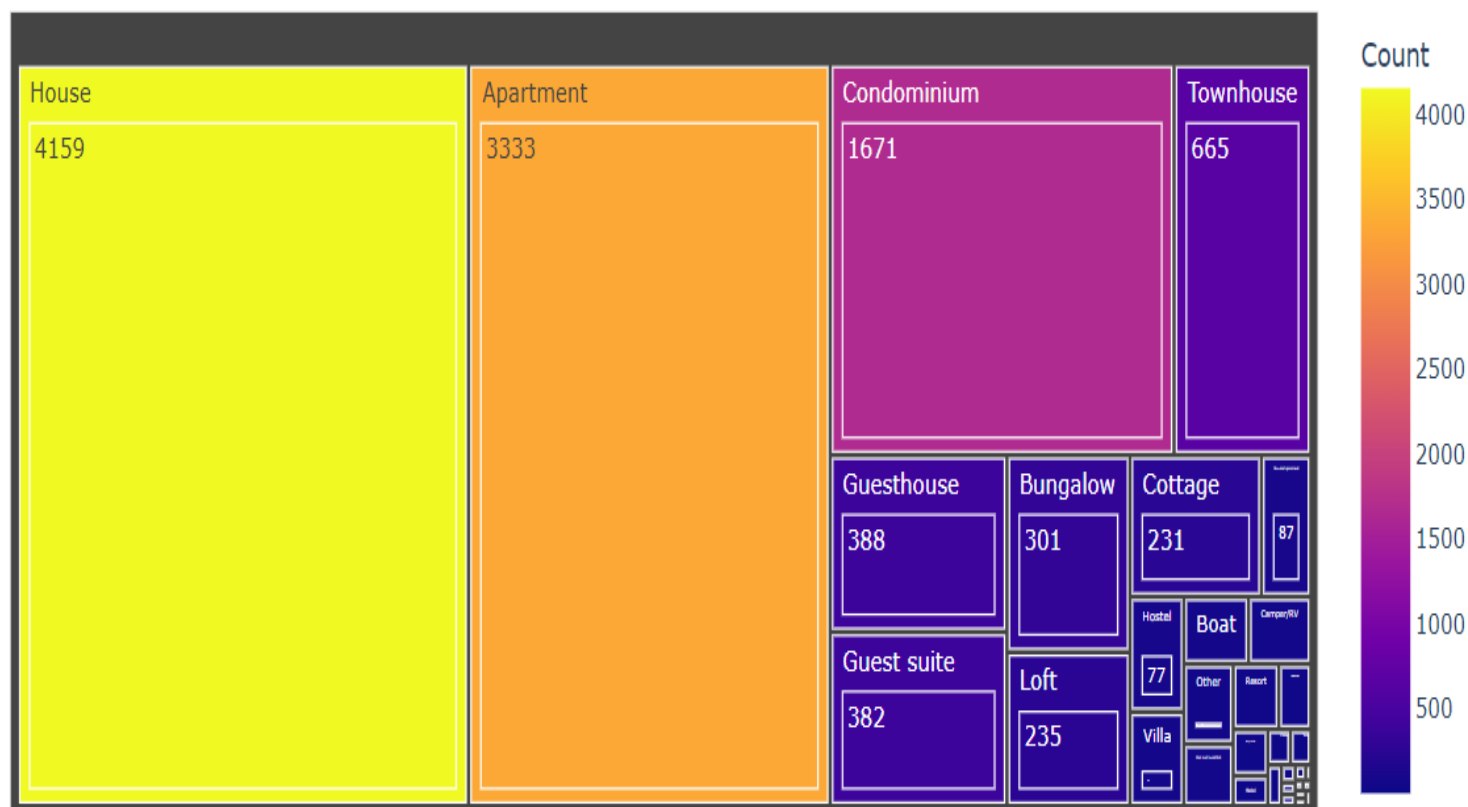 House
4159
Apartment
3333
Condominium
1671
Townhouse
665
Guesthouse
388
Guest suite
382
Bungalow
301
Loft
235
Cottage
231
87
Hostel
77
Villa
Boat
Camper/RV
Other
Resort
Count
4000
3500
3000
2500
2000
1500
1000
500